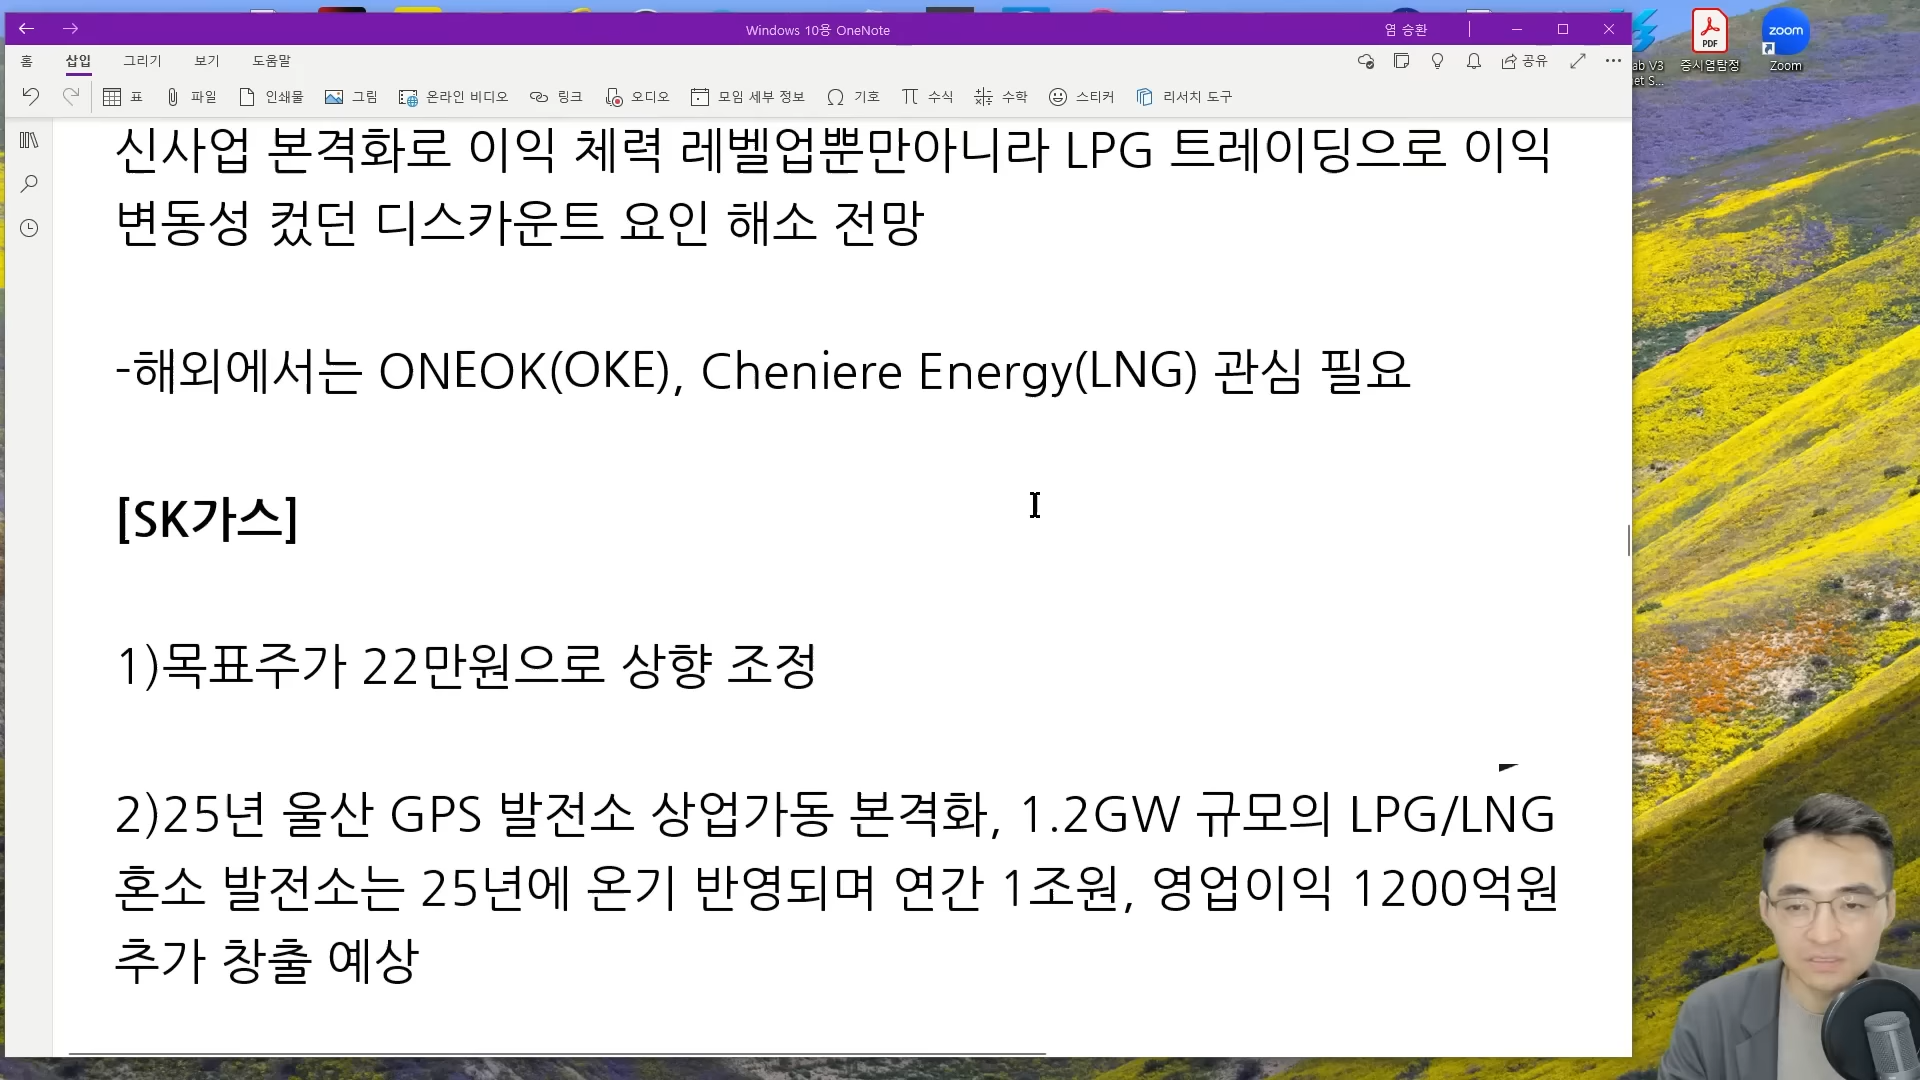 Windows 10용 OneNote
염 승환
홈 삽입 그리기 보기 도움말
공유
표 파일 인쇄물 그림 온라인 비디오 링크 오디오 모임 세부 정보 기호 수식 수학 스티커 리서치 도구
신사업 본격화로 이익 체력 레벨업뿐만아니라 LPG 트레이딩으로 이익
변동성 컸던 디스카운트 요인 해소 전망
-해외에서는 ONEOK(OKE), Cheniere Energy(LNG) 관심 필요
[SK가스]
1)목표주가 22만원으로 상향 조정
2)25년 울산 GPS 발전소 상업가동 본격화, 1.2GW 규모의 LPG/LNG
혼소 발전소는 25년에 온기 반영되며 연간 1조원, 영업이익 1200억원
추가 창출 예상
ab V3
et S...
PDF
증시염탐정
zoom
Zoom